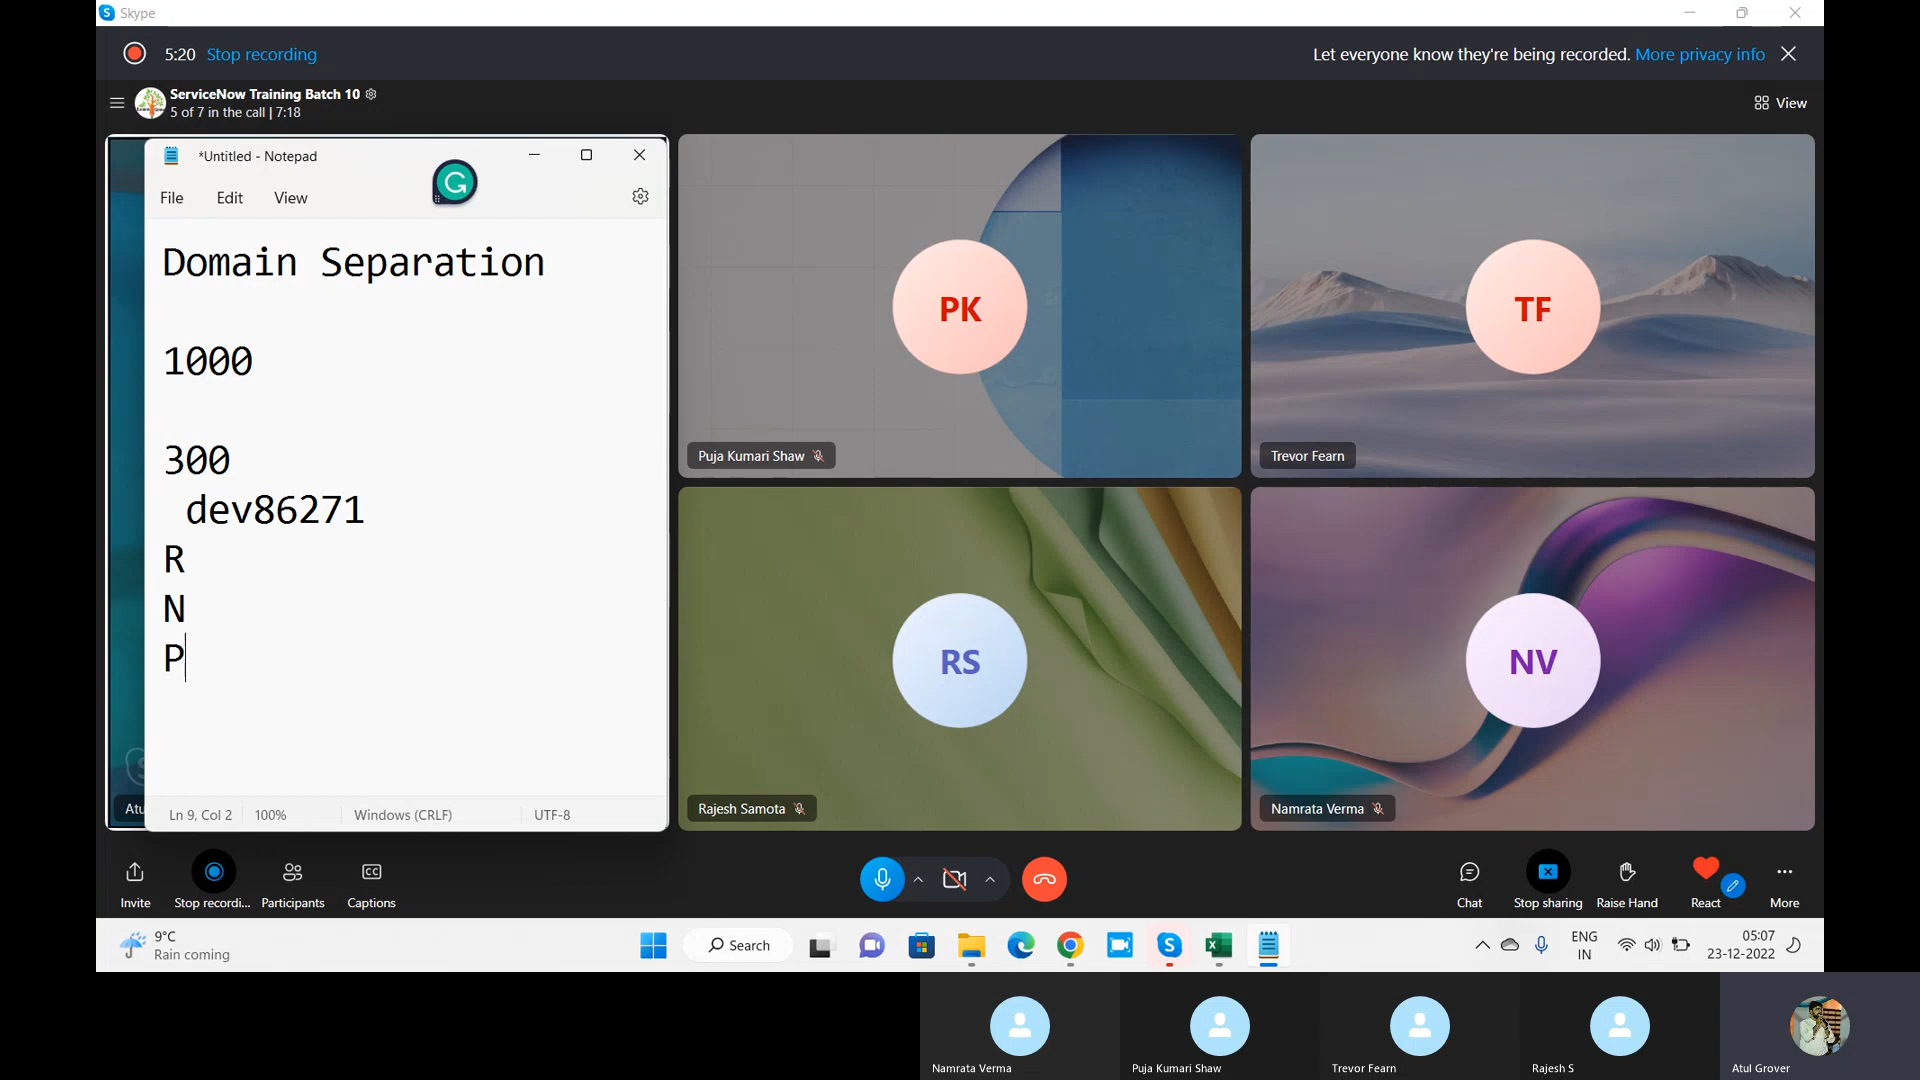 Skype
5:20 Stop recording
Let everyone know they're being recorded. More privacy info
ServiceNow Training Batch 10
5 of 7 in the call | 7:18
View
*Untitled - Notepad
G
File Edit View
Domain Separation
1000
300
dev86271
R
N
P
Ln 9, Col 2 100% Windows (CRLF) UTF-8
Atu
PK
Puja Kumari Shaw
TF
Trevor Fearn
RS
Rajesh Samota
NV
Namrata Verma
Invite Stop recordi... Participants Captions
CC
Chat Stop sharing Raise Hand React More
9°C
Rain coming
Search
ENG
IN
05:07
23-12-2022
Namrata Verma Puja Kumari Shaw Trevor Fearn Rajesh S Atul Grover